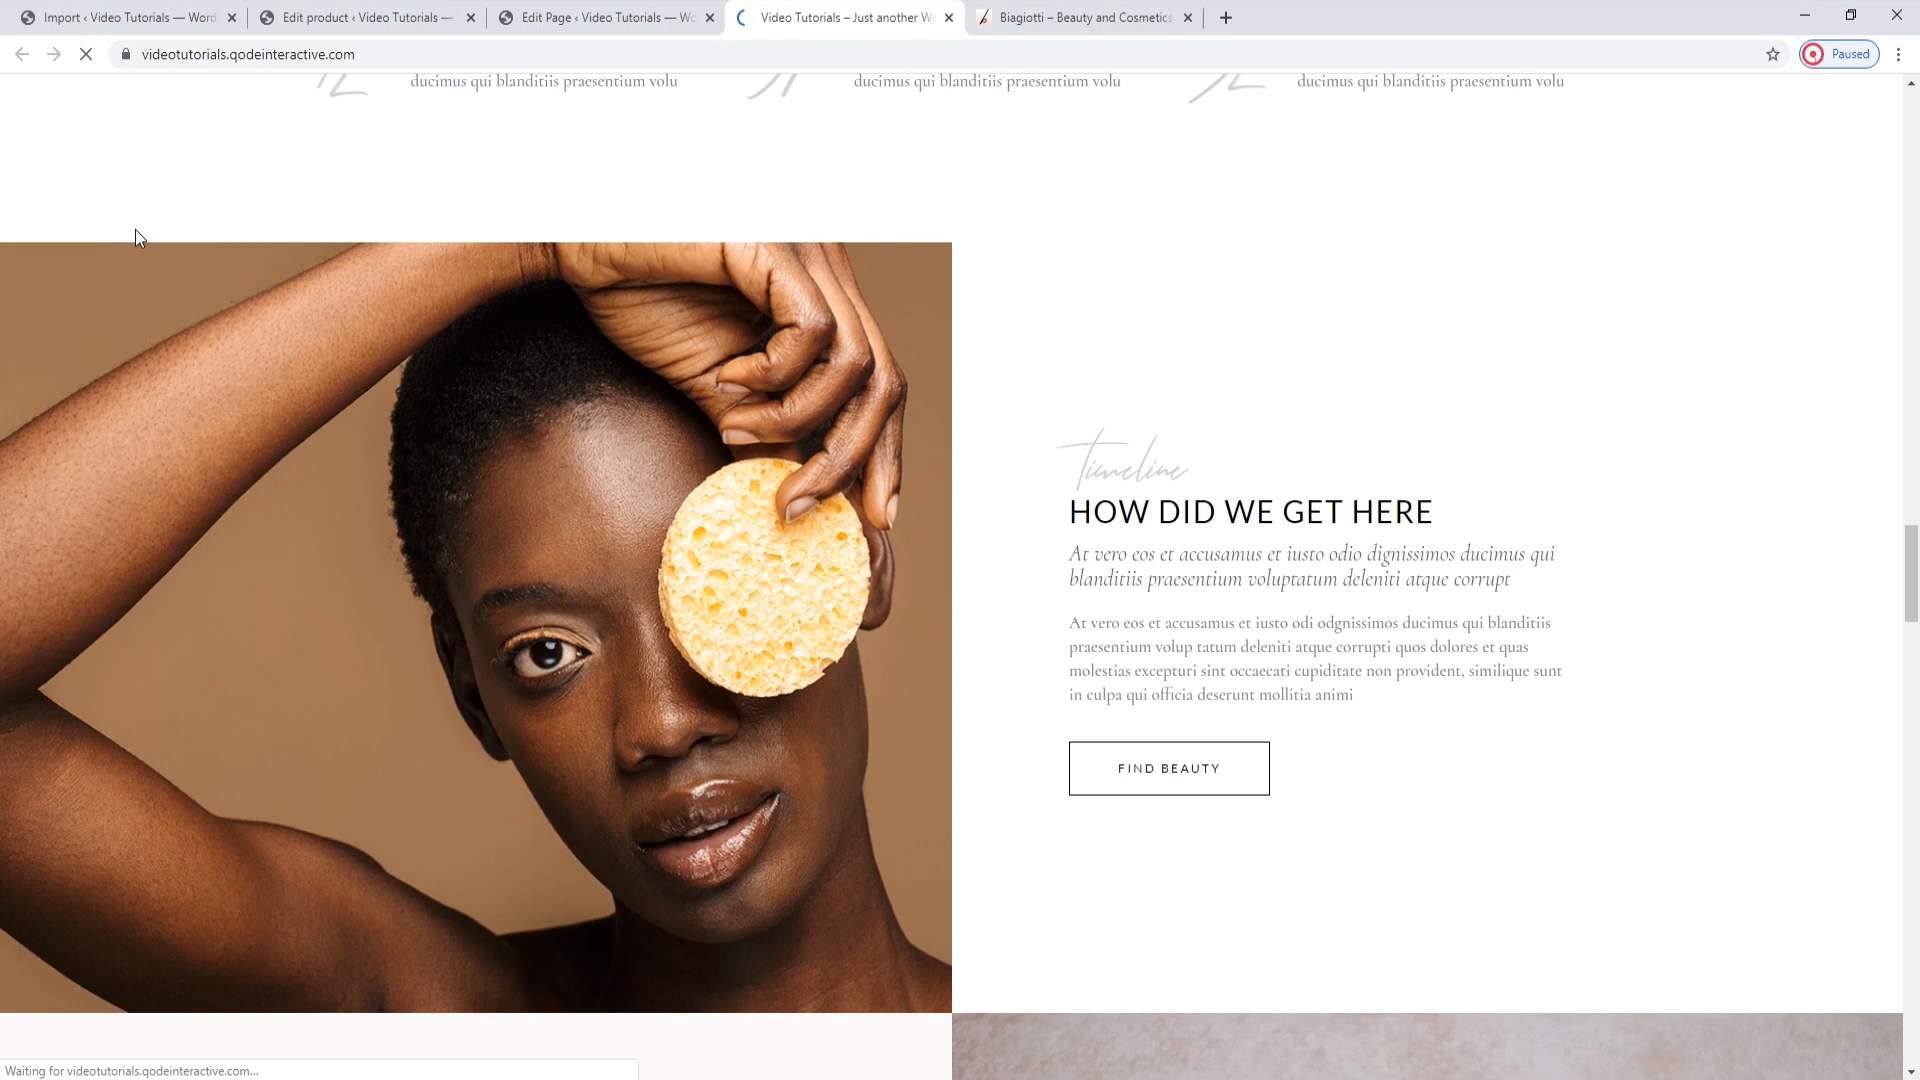 Import ‹ Video Tutorials — Word
Edit product ‹ Video Tutorials —
Edit Page ‹ Video Tutorials — Wo
Video Tutorials – Just another Wo
Biagiotti – Beauty and Cosmetics
videotutorials.qodeinteractive.com
Paused
ducimus qui blanditiis praesentium volu
ducimus qui blanditiis praesentium volu
ducimus qui blanditiis praesentium volu
Timeline
HOW DID WE GET HERE
At vero eos et accusamus et iusto odio dignissimos ducimus qui
blanditiis praesentium voluptatum deleniti atque corrupt
At vero eos et accusamus et iusto odi odgnissimos ducimus qui blanditiis
praesentium volup tatum deleniti atque corrupti quos dolores et quas
molestias excepturi sint occaecati cupiditate non provident, similique sunt
in culpa qui officia deserunt mollitia animi
FIND BEAUTY
Waiting for videotutorials.qodeinteractive.com...